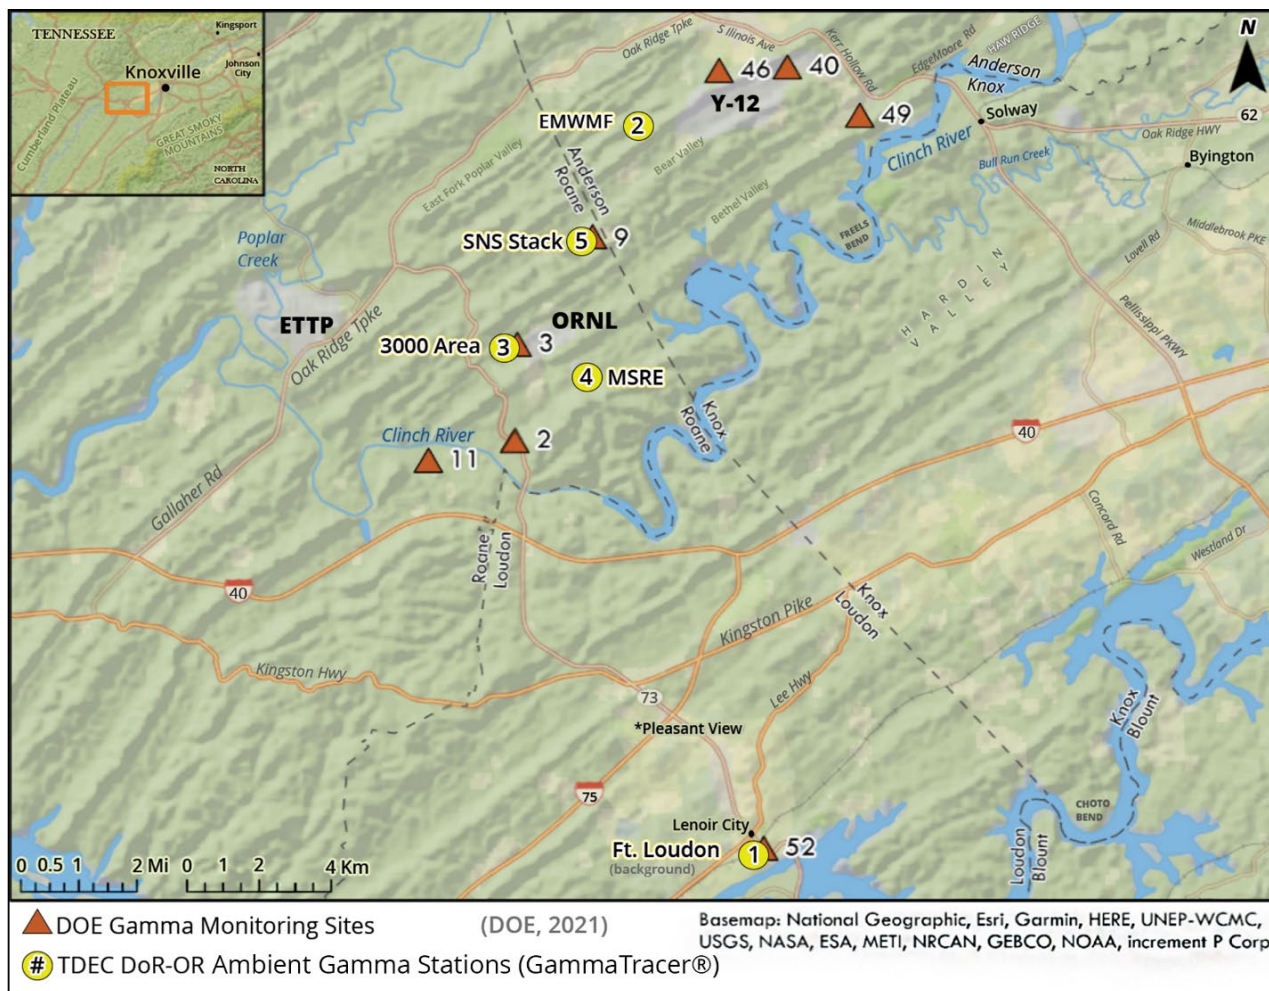 TENNESSEE
Kingsport
Johnson
City
Knoxville
Cumberland Plateau
GREAT SMOKY
MOUNTAINS
NORTH
CAROLINA
Oak Ridge Tpke
S Illinois Ave
Kerr Hollow Rd
EdgeMoore Rd
HAW RIDGE
N
46
40
Y-12
Anderson
Knox
EMWMF
2
49
Solway
62
Clinch River
Oak Ridge HWY
Bull Run Creek
Byington
East Fork Poplar Valley
Anderson
Roane
Bear Valley
Bethel Valley
Poplar
Creek
SNS Stack
5
9
FREELS
BEND
Middlebrook PKE
Lovell Rd
HARDIN
VALLEY
Pellissippi PKWY
ETTP
Oak Ridge Tpke
ORNL
3000 Area
3
3
4
MSRE
Knox
Roane
Clinch River
2
11
40
Gallaher Rd
Concord Rd
Westland Dr
Roane
Loudon
40
Kingston Pike
Knox
Loudon
Kingston Hwy
73
Lee Hwy
*Pleasant View
Knox
Blount
75
CHOTO
BEND
Lenoir City
Ft. Loudon
1
52
(background)
Loudon
Blount
0 0.5 1 2 Mi
0 1 2 4 Km
DOE Gamma Monitoring Sites
(DOE, 2021)
# TDEC DoR-OR Ambient Gamma Stations (GammaTracer®)
Basemap: National Geographic, Esri, Garmin, HERE, UNEP-WCMC,
USGS, NASA, ESA, METI, NRCAN, GEBCO, NOAA, increment P Corp